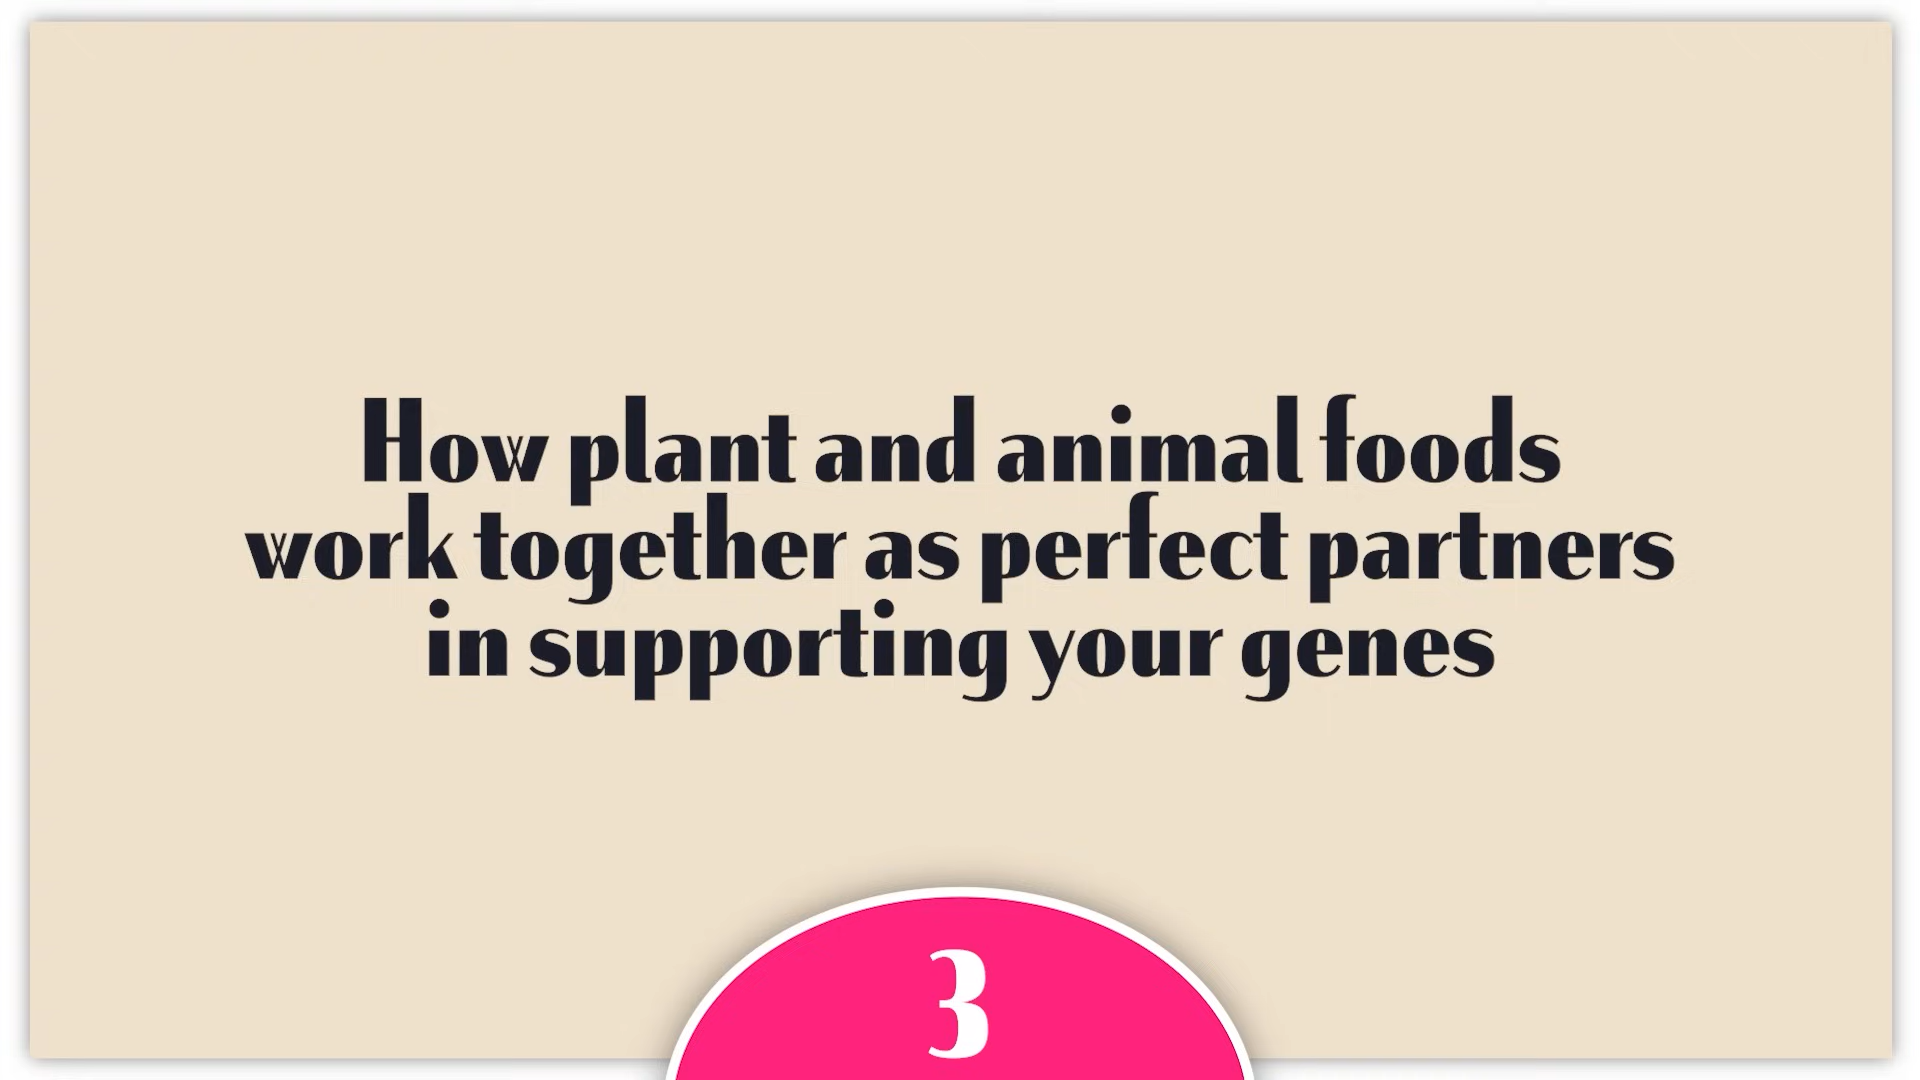 How plant and animal foods
work together as perfect partners
in supporting your genes
3